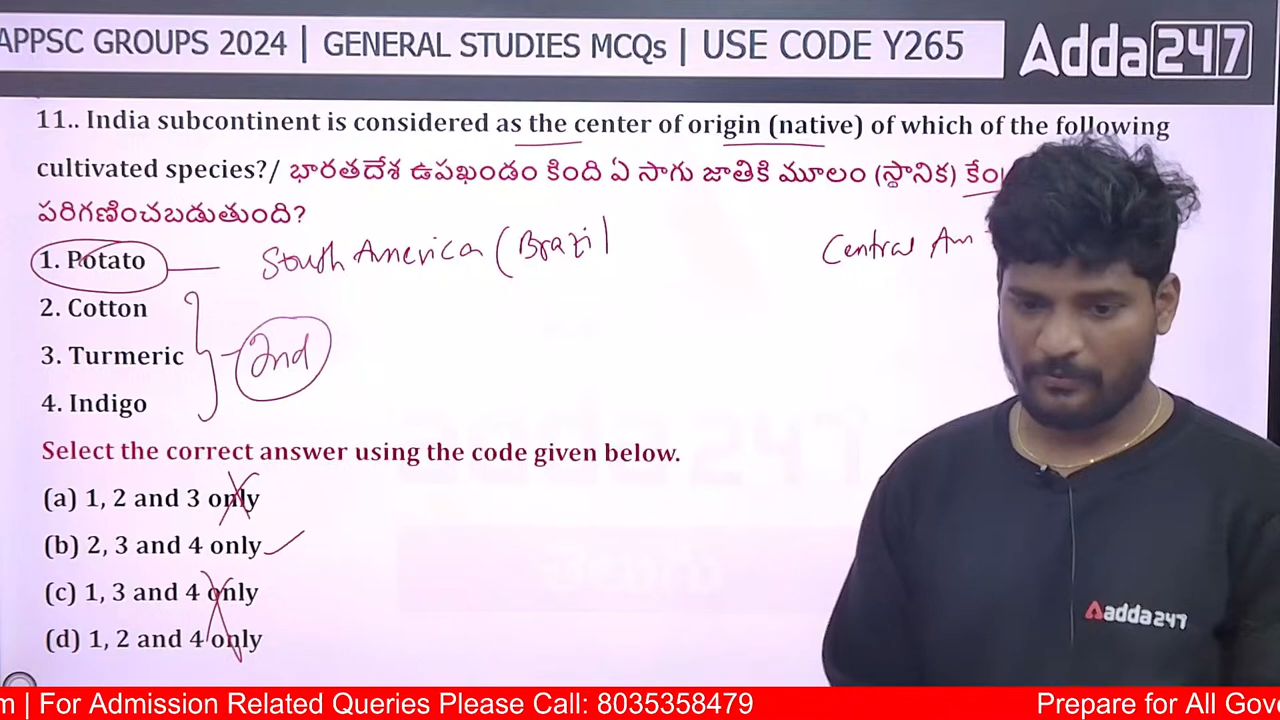 APPSC GROUPS 2024 | GENERAL STUDIES MCQs | USE CODE Y265
Adda247
11.. India subcontinent is considered as the center of origin (native) of which of the following
cultivated species?/ భారతదేశ ఉపఖండం కింది ఏ సాగు జాతికి మూలం (స్థానిక)
పరిగణించబడుతుంది?
1. Potato
South America (Brazil
Central Am
2. Cotton
3. Turmeric
Ind
4. Indigo
Select the correct answer using the code given below.
(a) 1, 2 and 3 only
(b) 2, 3 and 4 only
(c) 1, 3 and 4 only
(d) 1, 2 and 4 only
adda247
m | For Admission Related Queries Please Call: 8035358479
Prepare for All Gove